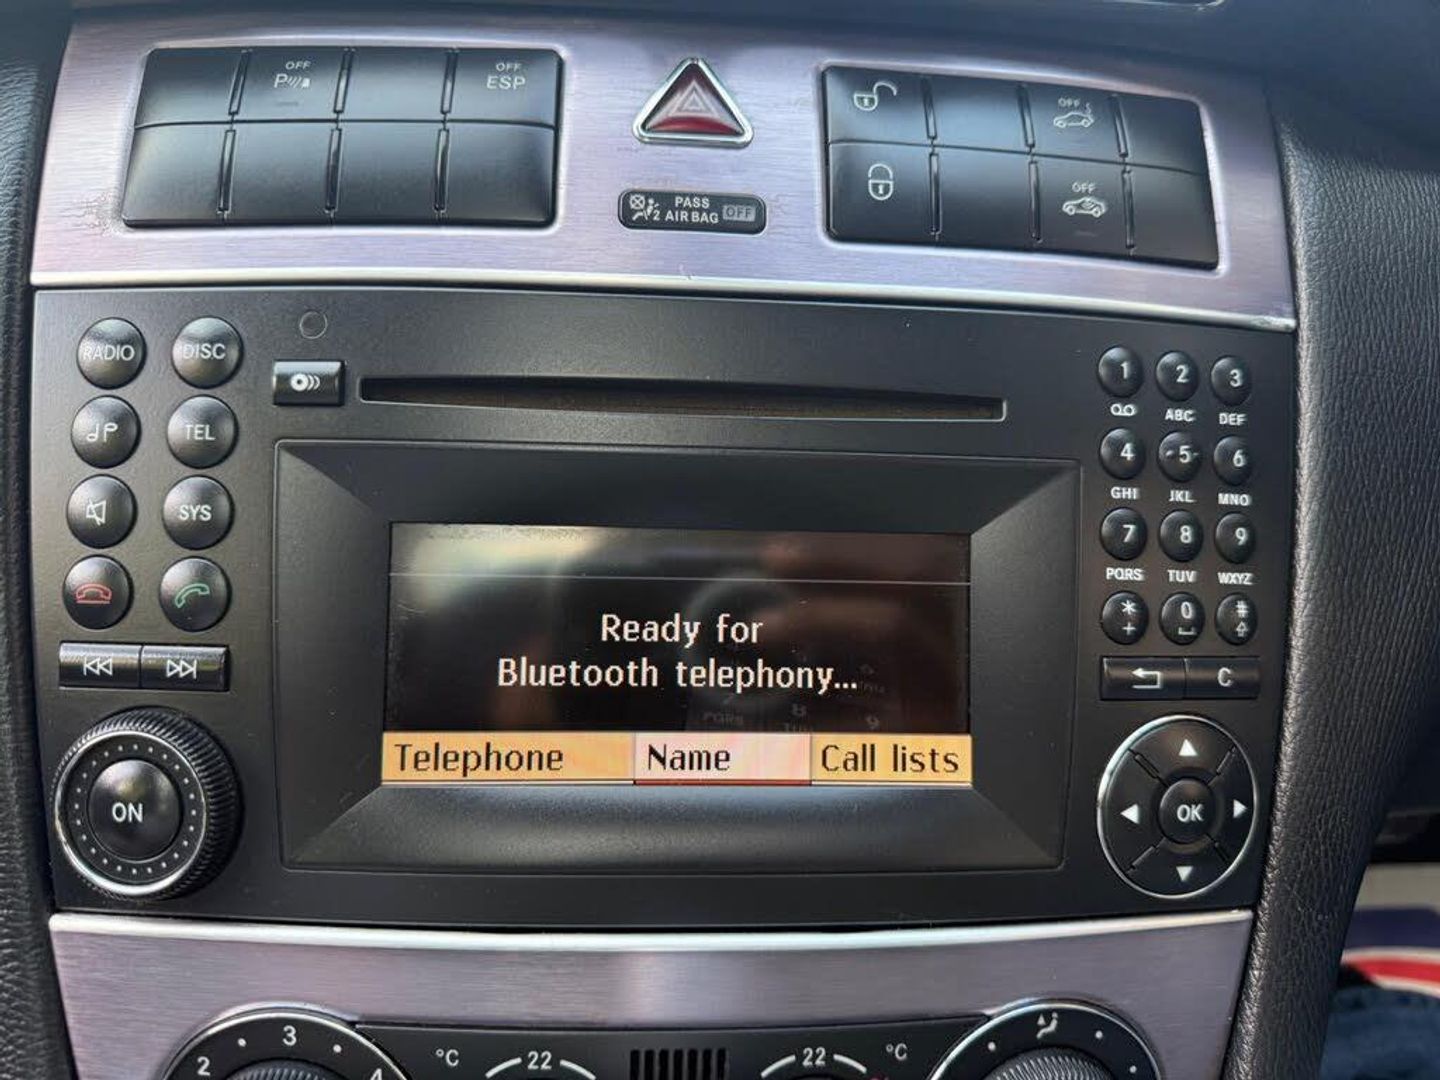 OFF
P
OFF
ESP
PASS
2 AIRBAG OFF
OFF
OFF
RADIO
DISC
TEL
SYS
ON
Ready for
Bluetooth telephony...
Telephone Name Call lists
1 2 3
ABC DEF
4 5 6
GHI JKL MNO
7 8 9
PQRS TUV WXYZ
* 0 #
+
C
OK
2 3 4
°C 22
22 °C